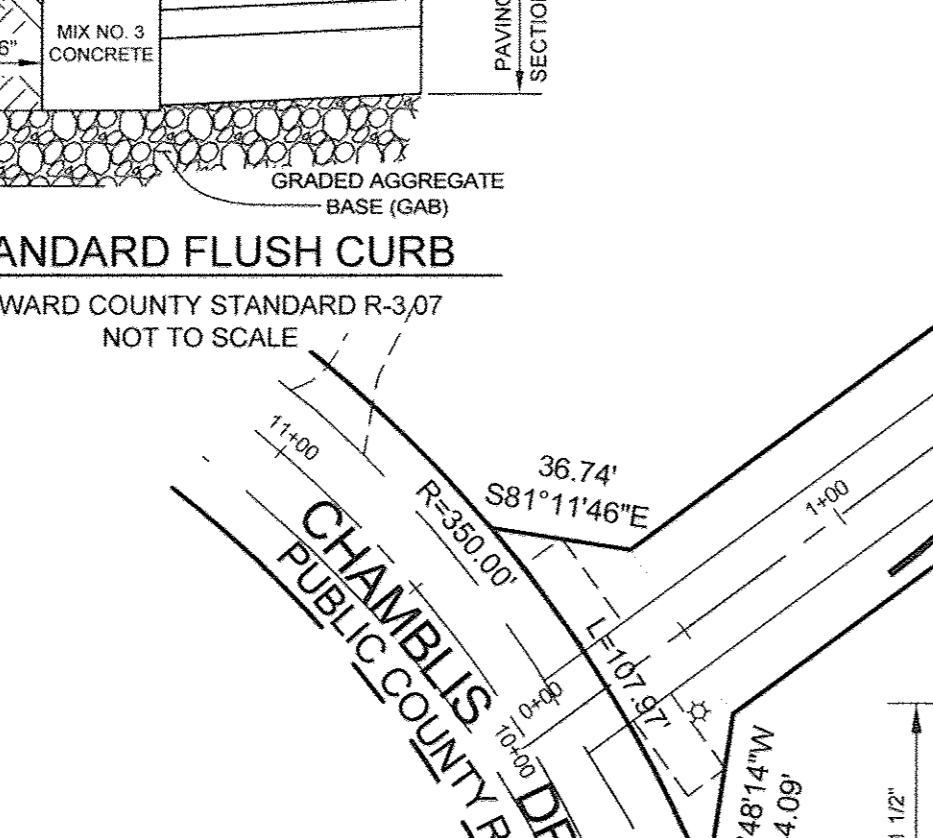 6"
MIX NO. 3
CONCRETE
PAVING
SECTION
GRADED AGGREGATE
BASE (GAB)
ANDARD FLUSH CURB
WARD COUNTY STANDARD R-3.07
NOT TO SCALE
11+00
36.74'
S81°11'46"E
R=350.00'
1+00
CHAMBLIS
PUBLIC COUNTY R
L=107.97'
0+00
10+00
DR
48'14"W
4.09'
1/2"